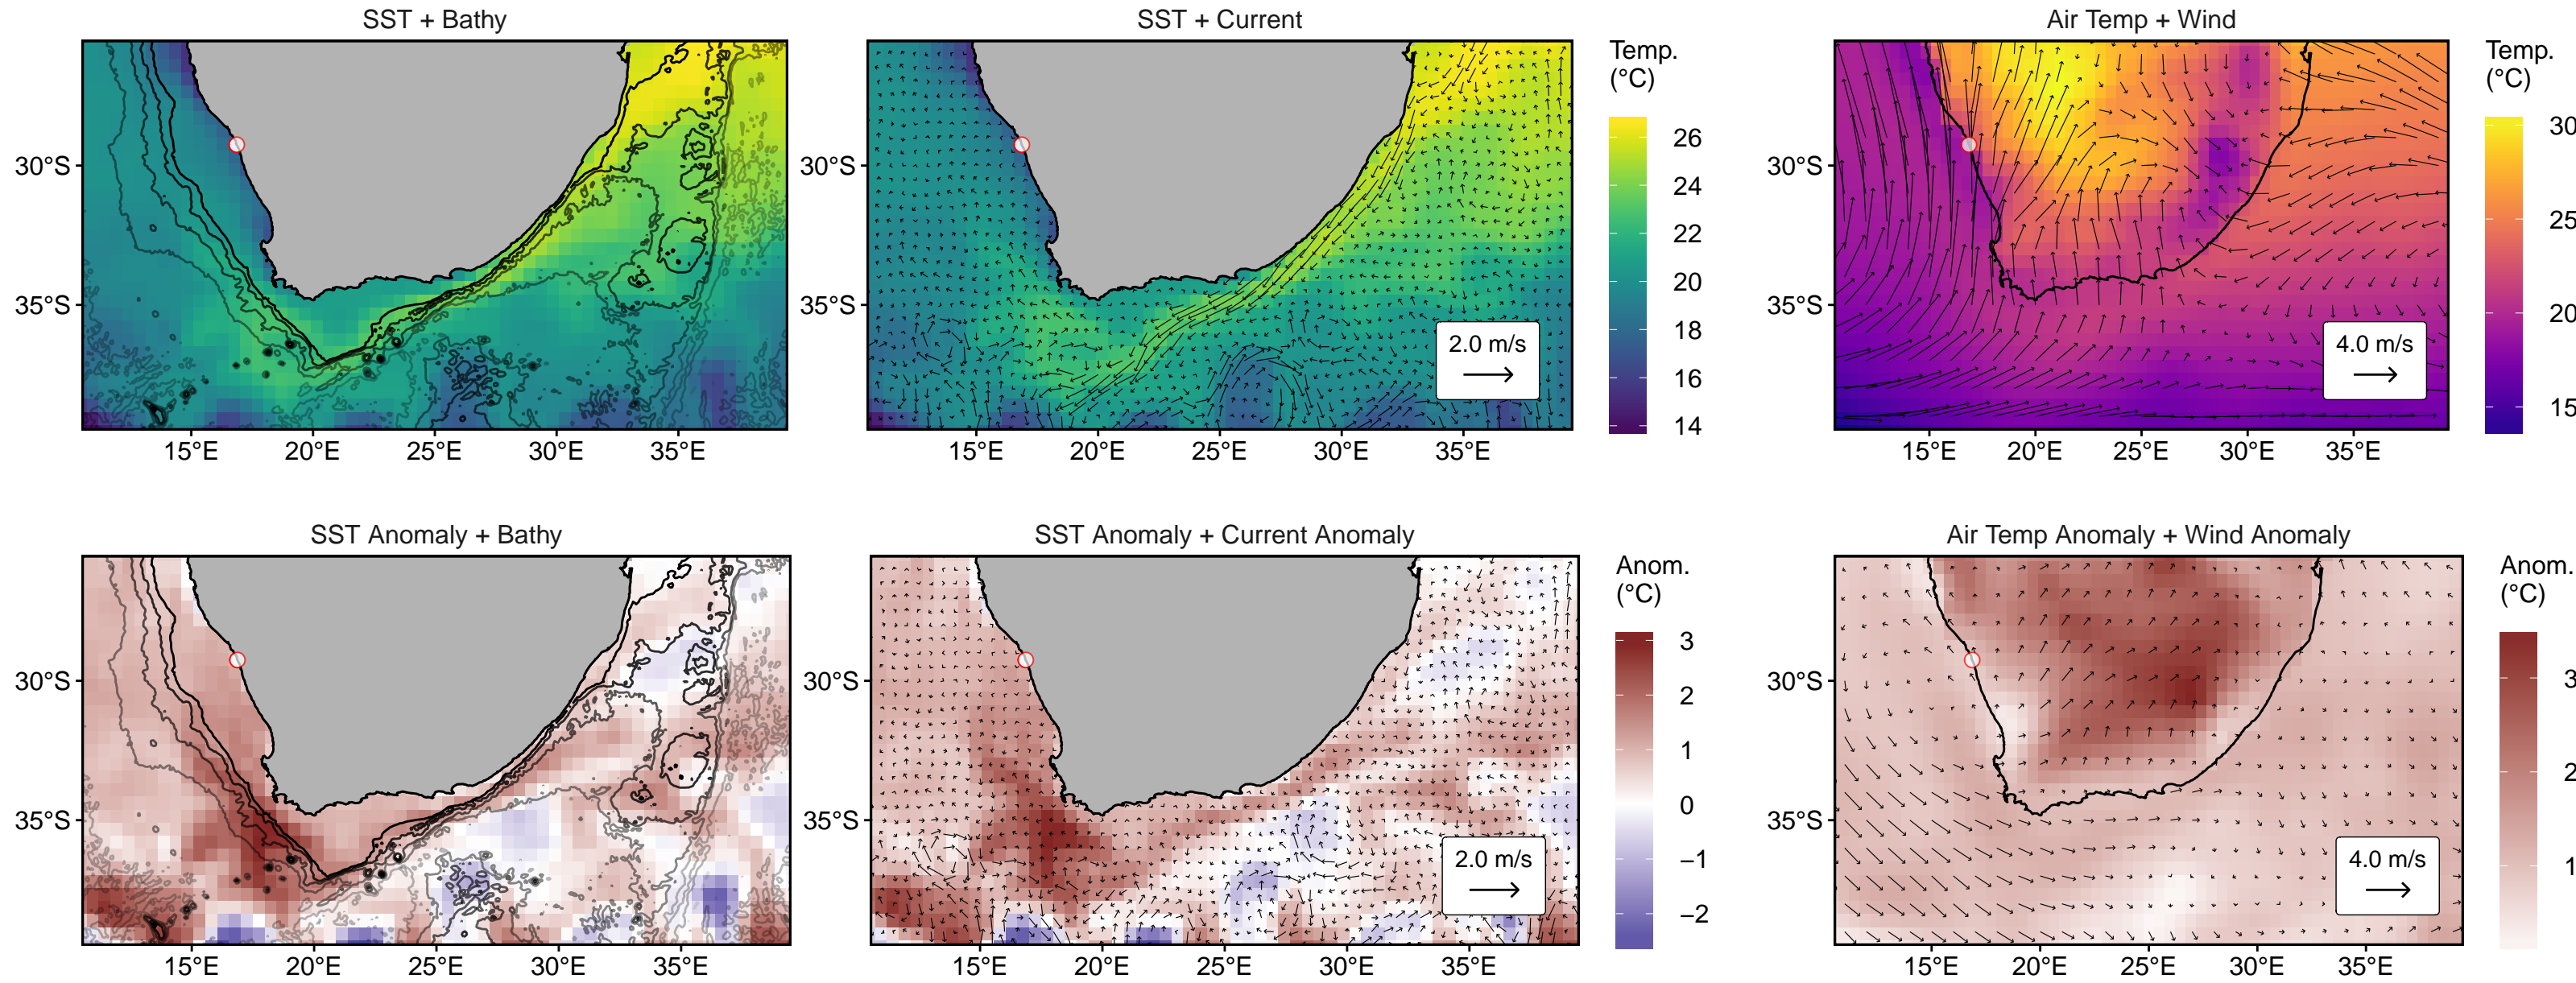 SST + Bathy
30°S
35°S
15°E 20°E 25°E 30°E 35°E
SST + Current
30°S
35°S
2.0 m/s
15°E 20°E 25°E 30°E 35°E
Temp.
(°C)
26
24
22
20
18
16
14
Air Temp + Wind
30°S
35°S
4.0 m/s
15°E 20°E 25°E 30°E 35°E
Temp.
(°C)
30
25
20
15
SST Anomaly + Bathy
30°S
35°S
15°E 20°E 25°E 30°E 35°E
SST Anomaly + Current Anomaly
30°S
35°S
2.0 m/s
15°E 20°E 25°E 30°E 35°E
Anom.
(°C)
3
2
1
0
−1
−2
Air Temp Anomaly + Wind Anomaly
30°S
35°S
4.0 m/s
15°E 20°E 25°E 30°E 35°E
Anom.
(°C)
3
2
1